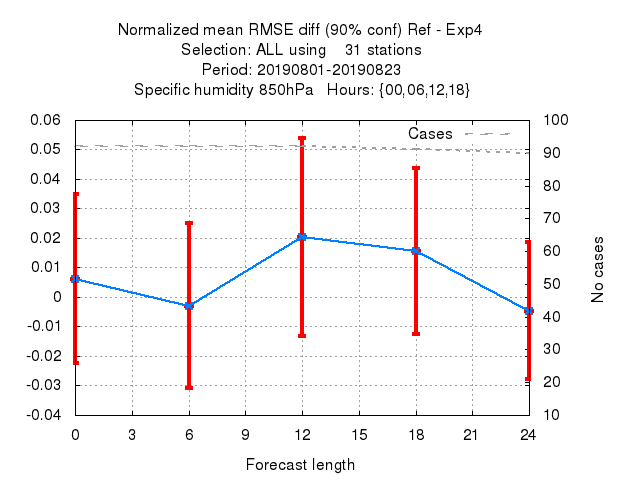 Normalized mean RMSE diff (90% conf) Ref - Exp4
Selection: ALL using 31 stations
Period: 20190801-20190823
Specific humidity 850hPa Hours: {00,06,12,18}
Cases
0.06
0.05
0.04
0.03
0.02
0.01
0
-0.01
-0.02
-0.03
-0.04
100
90
80
70
60
50
40
30
20
10
No cases
0 3 6 9 12 15 18 21 24
Forecast length